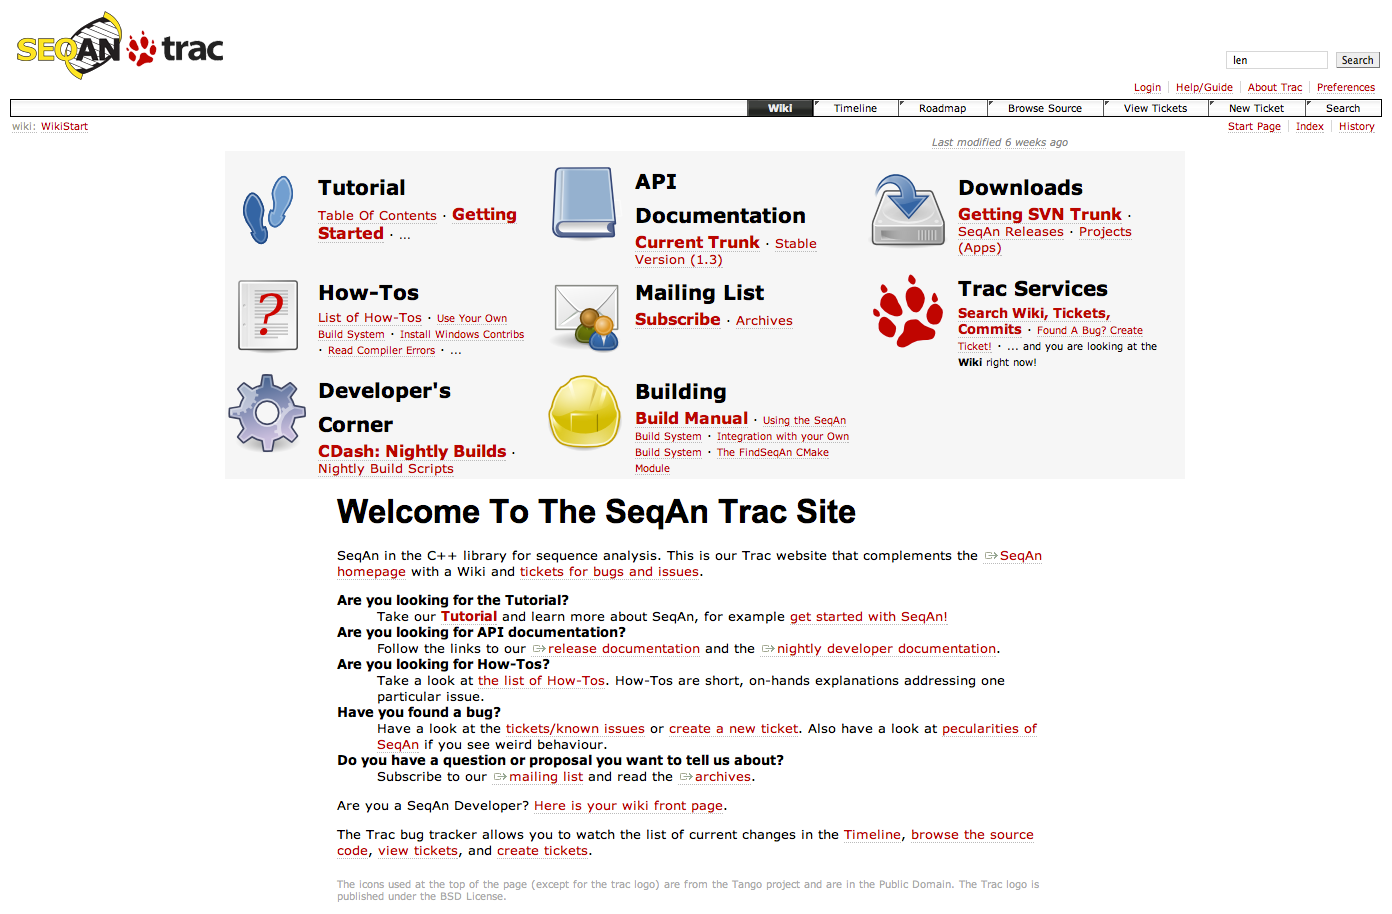 SEQAN trac
len
Search
Login Help/Guide About Trac Preferences
Wiki Timeline Roadmap Browse Source View Tickets New Ticket Search
wiki: WikiStart
Start Page Index History
Last modified 6 weeks ago
Tutorial
Table Of Contents · Getting
Started · ...
API
Documentation
Current Trunk · Stable
Version (1.3)
Downloads
Getting SVN Trunk ·
SeqAn Releases · Projects
(Apps)
How-Tos
List of How-Tos · Use Your Own
Build System · Install Windows Contribs
· Read Compiler Errors · ...
Mailing List
Subscribe · Archives
Trac Services
Search Wiki, Tickets,
Commits · Found A Bug? Create
Ticket! · ... and you are looking at the
Wiki right now!
Developer's
Corner
CDash: Nightly Builds ·
Nightly Build Scripts
Building
Build Manual · Using the SeqAn
Build System · Integration with your Own
Build System · The FindSeqAn CMake
Module
Welcome To The SeqAn Trac Site
SeqAn in the C++ library for sequence analysis. This is our Trac website that complements the SeqAn
homepage with a Wiki and tickets for bugs and issues.
Are you looking for the Tutorial?
Take our Tutorial and learn more about SeqAn, for example get started with SeqAn!
Are you looking for API documentation?
Follow the links to our release documentation and the nightly developer documentation.
Are you looking for How-Tos?
Take a look at the list of How-Tos. How-Tos are short, on-hands explanations addressing one
particular issue.
Have you found a bug?
Have a look at the tickets/known issues or create a new ticket. Also have a look at pecularities of
SeqAn if you see weird behaviour.
Do you have a question or proposal you want to tell us about?
Subscribe to our mailing list and read the archives.
Are you a SeqAn Developer? Here is your wiki front page.
The Trac bug tracker allows you to watch the list of current changes in the Timeline, browse the source
code, view tickets, and create tickets.
The icons used at the top of the page (except for the trac logo) are from the Tango project and are in the Public Domain. The Trac logo is
published under the BSD License.